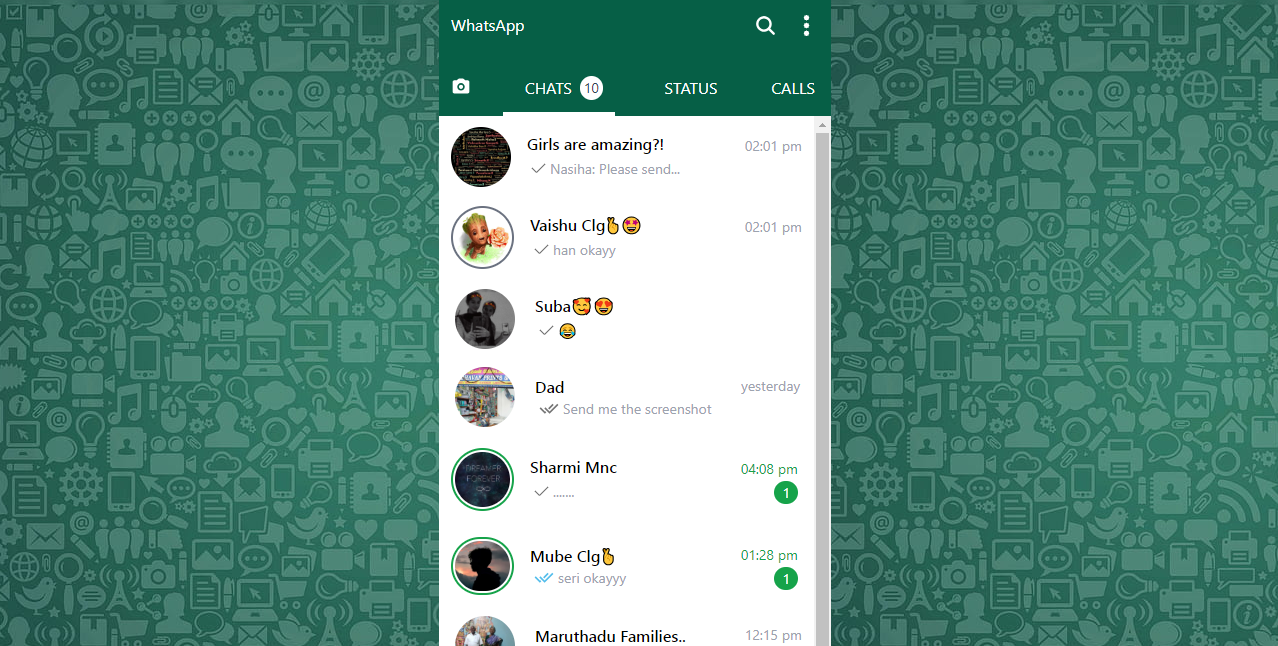 WhatsApp
CHATS 10 STATUS CALLS
Girls are amazing?! 02:01 pm
Nasiha: Please send...
Vaishu Clg🫰🤩 02:01 pm
han okayy
Suba🥰😍
😂
Dad yesterday
Send me the screenshot
DREAMER
FOREVER
Sharmi Mnc 04:08 pm
....... 1
Mube Clg🫰 01:28 pm
seri okayyy 1
Maruthadu Families.. 12:15 pm